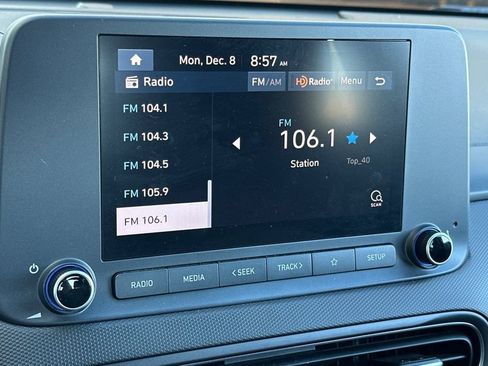 Mon, Dec. 8 8:57 AM
Radio FM/AM HD Radio Menu
FM 104.1
FM 104.3
FM 104.5
FM 105.9
FM 106.1
FM
106.1
Station Top_40
SCAN
RADIO MEDIA <SEEK TRACK> SETUP